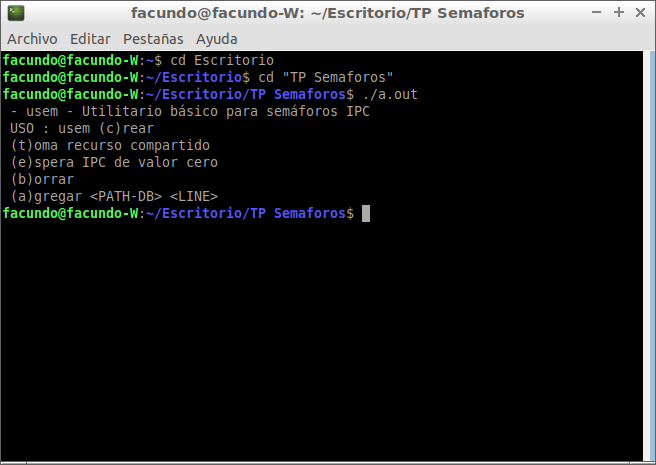 facundo@facundo-W: ~/Escritorio/TP Semaforos
Archivo Editar Pestañas Ayuda
facundo@facundo-W:~$ cd Escritorio
facundo@facundo-W:~/Escritorio$ cd "TP Semaforos"
facundo@facundo-W:~/Escritorio/TP Semaforos$ ./a.out
- usem - Utilitario básico para semáforos IPC
USO : usem (c)rear
(t)oma recurso compartido
(e)spera IPC de valor cero
(b)orrar
(a)gregar <PATH-DB> <LINE>
facundo@facundo-W:~/Escritorio/TP Semaforos$